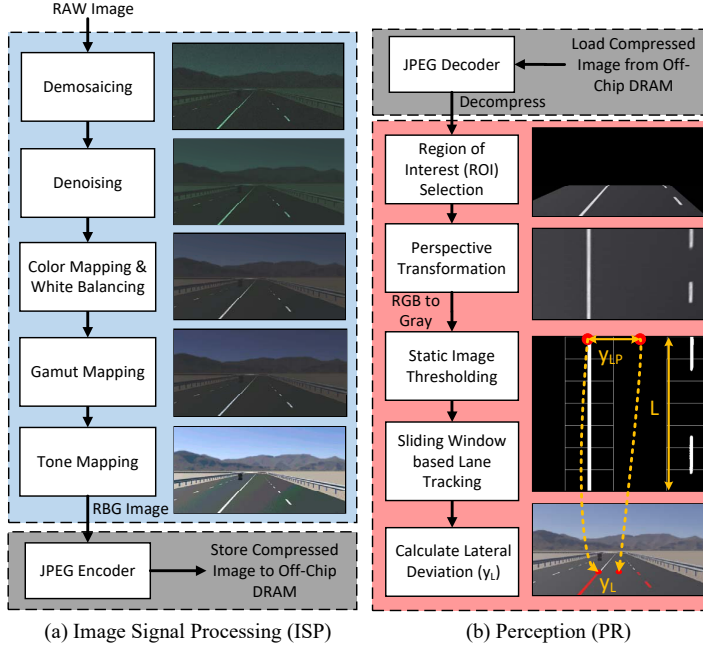 RAW Image
Demosaicing
Denoising
Color Mapping &
White Balancing
Gamut Mapping
Tone Mapping
RBG Image
JPEG Encoder
Store Compressed
Image to Off-Chip
DRAM
(a) Image Signal Processing (ISP)
JPEG Decoder
Load Compressed
Image from Off-
Chip DRAM
Decompress
Region of
Interest (ROI)
Selection
Perspective
Transformation
RGB to
Gray
Static Image
Thresholding
Sliding Window
based Lane
Tracking
Calculate Lateral
Deviation (yL)
yLP
L
yL
(b) Perception (PR)